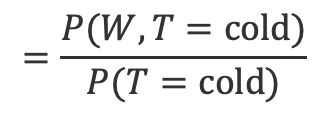 = P(W, T = cold) / P(T = cold)